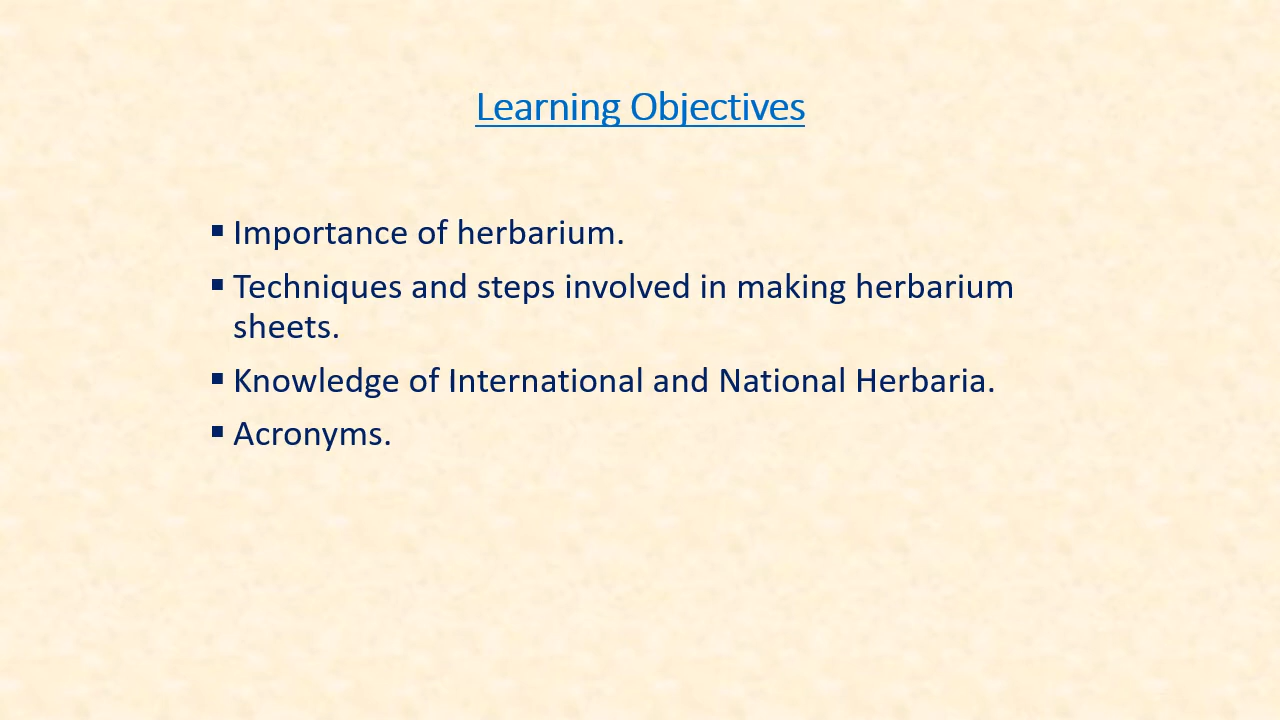 Learning Objectives
▪ Importance of herbarium.
▪ Techniques and steps involved in making herbarium
sheets.
▪ Knowledge of International and National Herbaria.
▪ Acronyms.